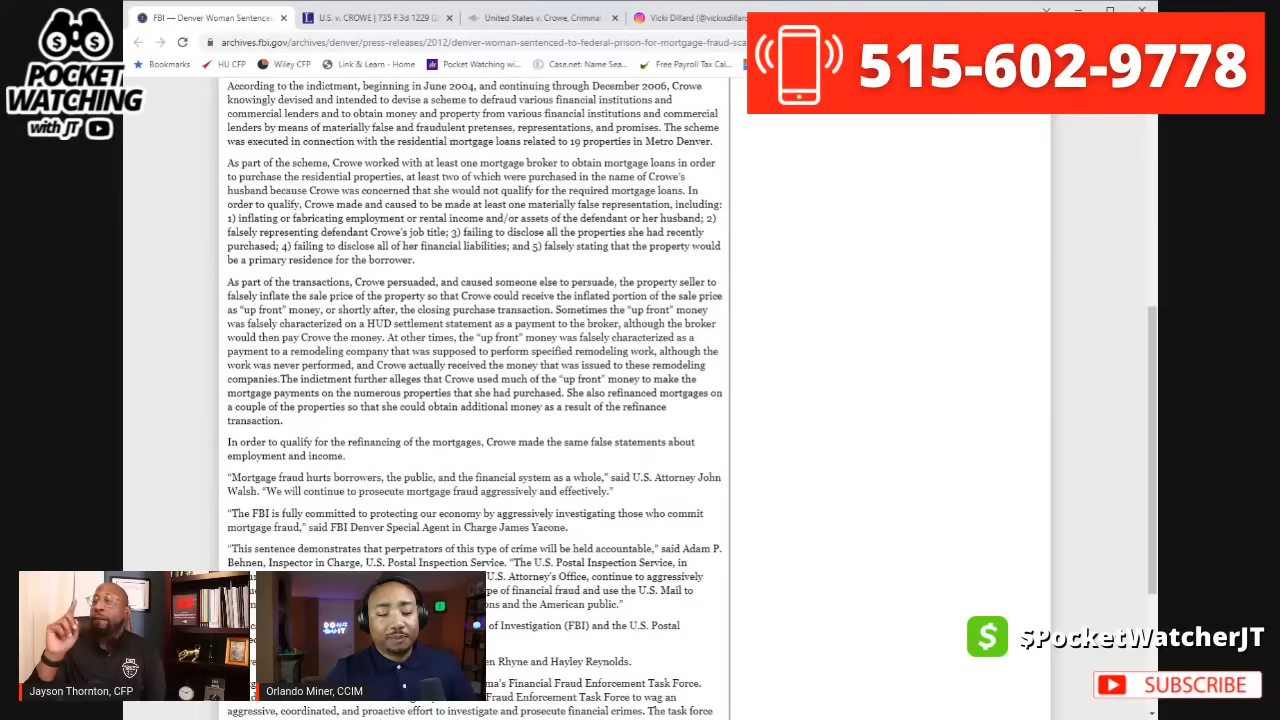 FBI — Denver Woman Sentence
U.S. v. CROWE | 735 F.3d 1229 (2
United States v. Crowe, Criminal
Vicki Dillard (@vickixdillard
archives.fbi.gov/archives/denver/press-releases/2012/denver-woman-sentenced-to-federal-prison-for-mortgage-fraud-sca
Bookmarks
HU CFP
Wiley CFP
Link & Learn - Home
Pocket Watching wi...
Case.net: Name Sea...
Free Payroll Tax Cal...
515-602-9778
POCKET
WATCHING
with JT
According to the indictment, beginning in June 2004, and continuing through December 2006, Crowe
knowingly devised and intended to devise a scheme to defraud various financial institutions and
commercial lenders and to obtain money and property from various financial institutions and commercial
lenders by means of materially false and fraudulent pretenses, representations, and promises. The scheme
was executed in connection with the residential mortgage loans related to 19 properties in Metro Denver.
As part of the scheme, Crowe worked with at least one mortgage broker to obtain mortgage loans in order
to purchase the residential properties, at least two of which were purchased in the name of Crowe's
husband because Crowe was concerned that she would not qualify for the required mortgage loans. In
order to qualify, Crowe made and caused to be made at least one materially false representation, including:
1) inflating or fabricating employment or rental income and/or assets of the defendant or her husband; 2)
falsely representing defendant Crowe's job title; 3) failing to disclose all the properties she had recently
purchased; 4) failing to disclose all of her financial liabilities; and 5) falsely stating that the property would
be a primary residence for the borrower.
As part of the transactions, Crowe persuaded, and caused someone else to persuade, the property seller to
falsely inflate the sale price of the property so that Crowe could receive the inflated portion of the sale price
as “up front” money, or shortly after, the closing purchase transaction. Sometimes the “up front” money
was falsely characterized on a HUD settlement statement as a payment to the broker, although the broker
would then pay Crowe the money. At other times, the “up front” money was falsely characterized as a
payment to a remodeling company that was supposed to perform specified remodeling work, although the
work was never performed, and Crowe actually received the money that was issued to these remodeling
companies.The indictment further alleges that Crowe used much of the “up front” money to make the
mortgage payments on the numerous properties that she had purchased. She also refinanced mortgages on
a couple of the properties so that she could obtain additional money as a result of the refinance
transaction.
In order to qualify for the refinancing of the mortgages, Crowe made the same false statements about
employment and income.
“Mortgage fraud hurts borrowers, the public, and the financial system as a whole,” said U.S. Attorney John
Walsh. “We will continue to prosecute mortgage fraud aggressively and effectively.”
“The FBI is fully committed to protecting our economy by aggressively investigating those who commit
mortgage fraud,” said FBI Denver Special Agent in Charge James Yacone.
“This sentence demonstrates that perpetrators of this type of crime will be held accountable,” said Adam P.
Behnen, Inspector in Charge, U.S. Postal Inspection Service. “The U.S. Postal Inspection Service, in
U.S. Attorney's Office, continue to aggressively
pe of financial fraud and use the U.S. Mail to
ons and the American public.”
of Investigation (FBI) and the U.S. Postal
en Rhyne and Hayley Reynolds.
ma's Financial Fraud Enforcement Task Force.
Fraud Enforcement Task Force to wag an
aggressive, coordinated, and proactive effort to investigate and prosecute financial crimes. The task force
Jayson Thornton, CFP
Orlando Miner, CCIM
$PocketWatcherJT
SUBSCRIBE